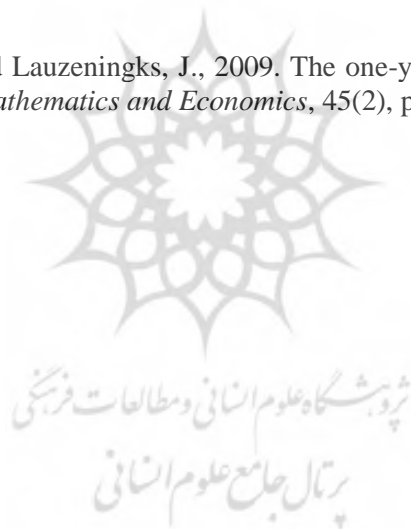 d Lauzeningks, J., 2009. The one-y
athematics and Economics, 45(2), p
پژوهشگاه علوم انسانی و مطالعات فرهنگی
پرتال جامع علوم انسانی